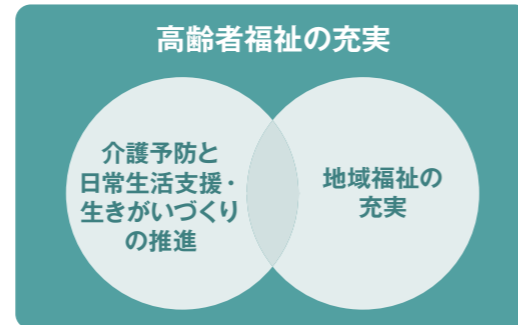 高齢者福祉の充実
介護予防と
日常生活支援・
生きがいづくり
の推進
地域福祉の
充実